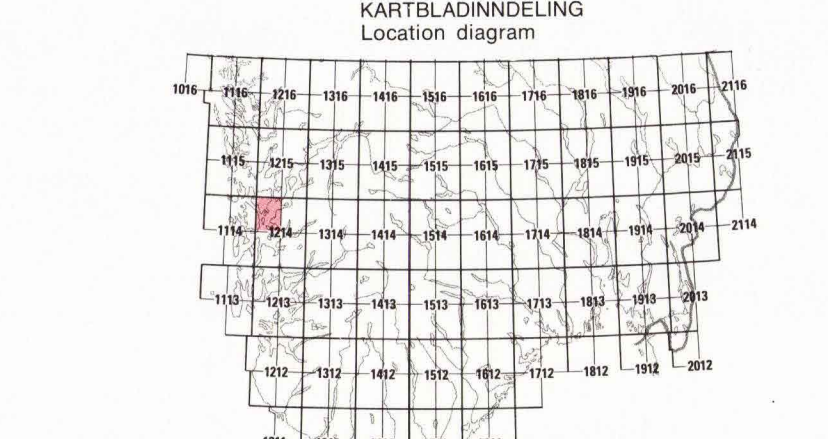 KARTBLADINNDELING
Location diagram
1016 1116 1216 1316 1416 1516 1616 1716 1816 1916 2016 2116
1115 1215 1315 1415 1515 1615 1715 1815 1915 2015 2115
1114 1214 1314 1414 1514 1614 1714 1814 1914 2014 2114
1113 1213 1313 1413 1513 1613 1713 1813 1913 2013
1212 1312 1412 1512 1612 1712 1812 1912 2012